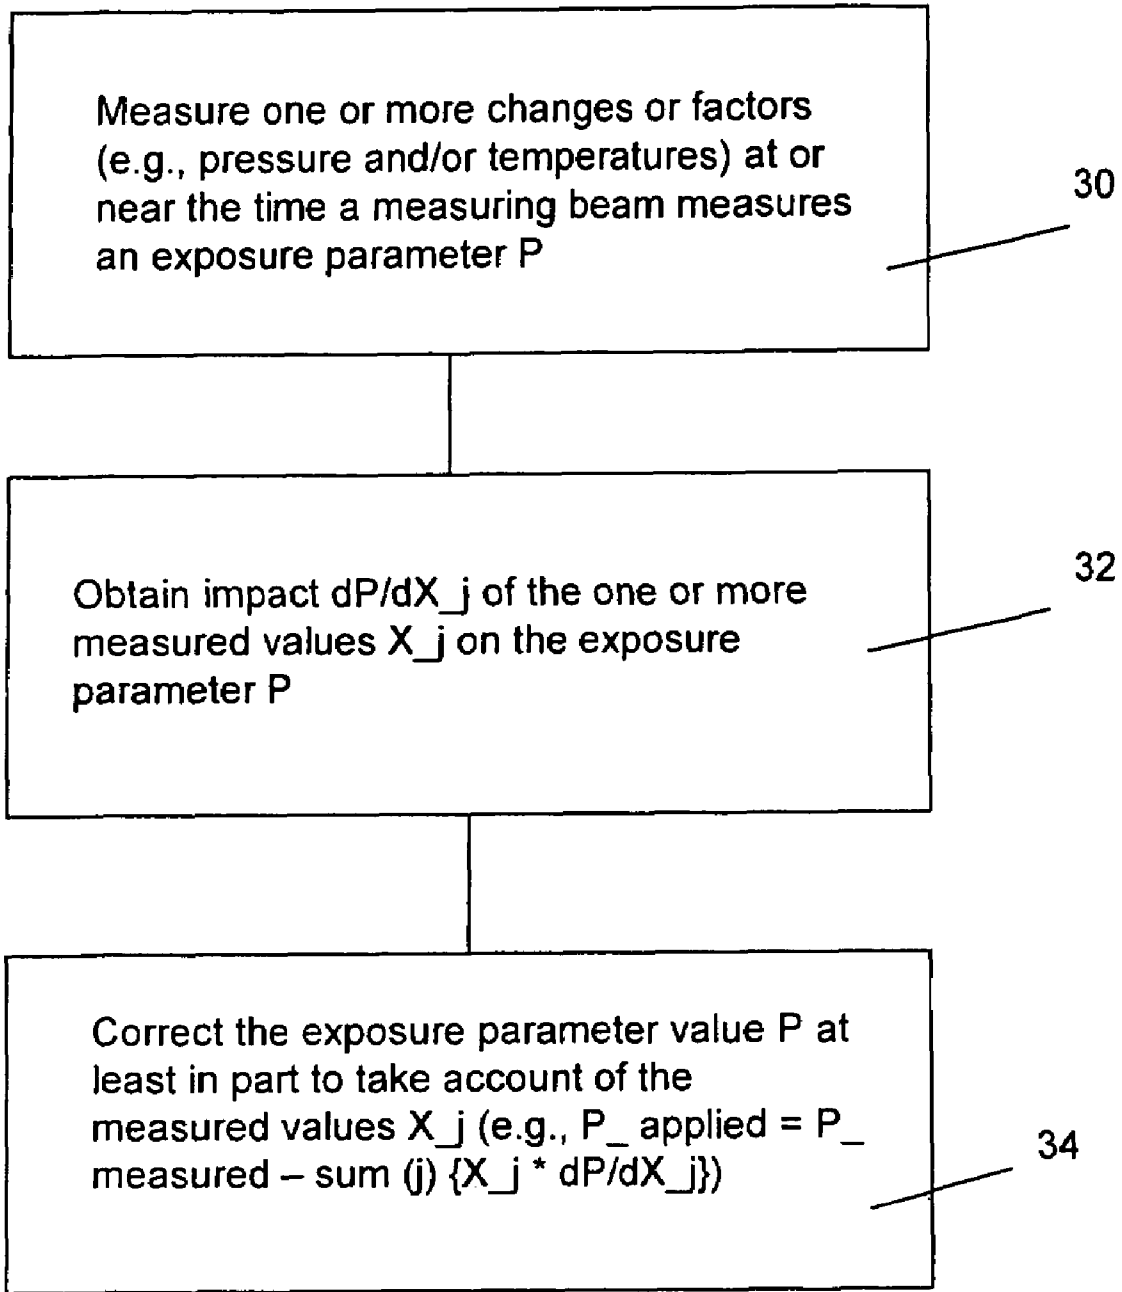 Measure one or more changes or factors
(e.g., pressure and/or temperatures) at or
near the time a measuring beam measures
an exposure parameter P
30
Obtain impact dP/dX_j of the one or more
measured values X_j on the exposure
parameter P
32
Correct the exposure parameter value P at
least in part to take account of the
measured values X_j (e.g., P_ applied = P_
measured – sum (j) {X_j * dP/dX_j})
34